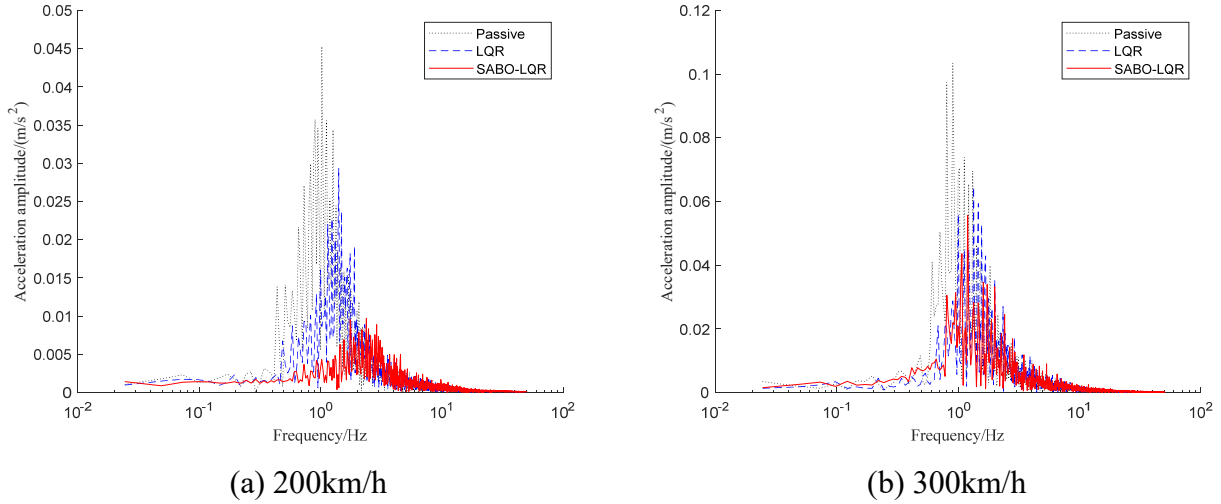 0.05
0.045
0.04
0.035
0.03
0.025
0.02
0.015
0.01
0.005
0
Acceleration amplitude/(m/s²)
Passive
LQR
SABO-LQR
10⁻² 10⁻¹ 10⁰ 10¹ 10²
Frequency/Hz
(a) 200km/h
0.12
0.1
0.08
0.06
0.04
0.02
0
Acceleration amplitude/(m/s²)
Passive
LQR
SABO-LQR
10⁻² 10⁻¹ 10⁰ 10¹ 10²
Frequency/Hz
(b) 300km/h